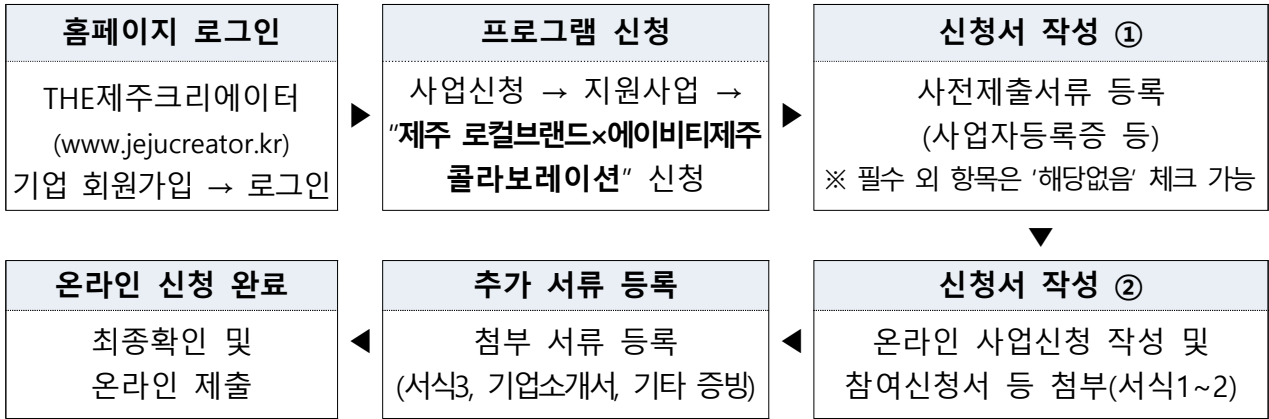 홈페이지 로그인
THE제주크리에이터
(www.jejucreator.kr)
기업 회원가입 → 로그인
▶
프로그램 신청
사업신청 → 지원사업 →
"제주 로컬브랜드×에이비티제주
콜라보레이션" 신청
▶
신청서 작성 ①
사전제출서류 등록
(사업자등록증 등)
※ 필수 외 항목은 '해당없음' 체크 가능
▼
신청서 작성 ②
온라인 사업신청 작성 및
참여신청서 등 첨부(서식1~2)
◀
추가 서류 등록
첨부 서류 등록
(서식3, 기업소개서, 기타 증빙)
◀
온라인 신청 완료
최종확인 및
온라인 제출